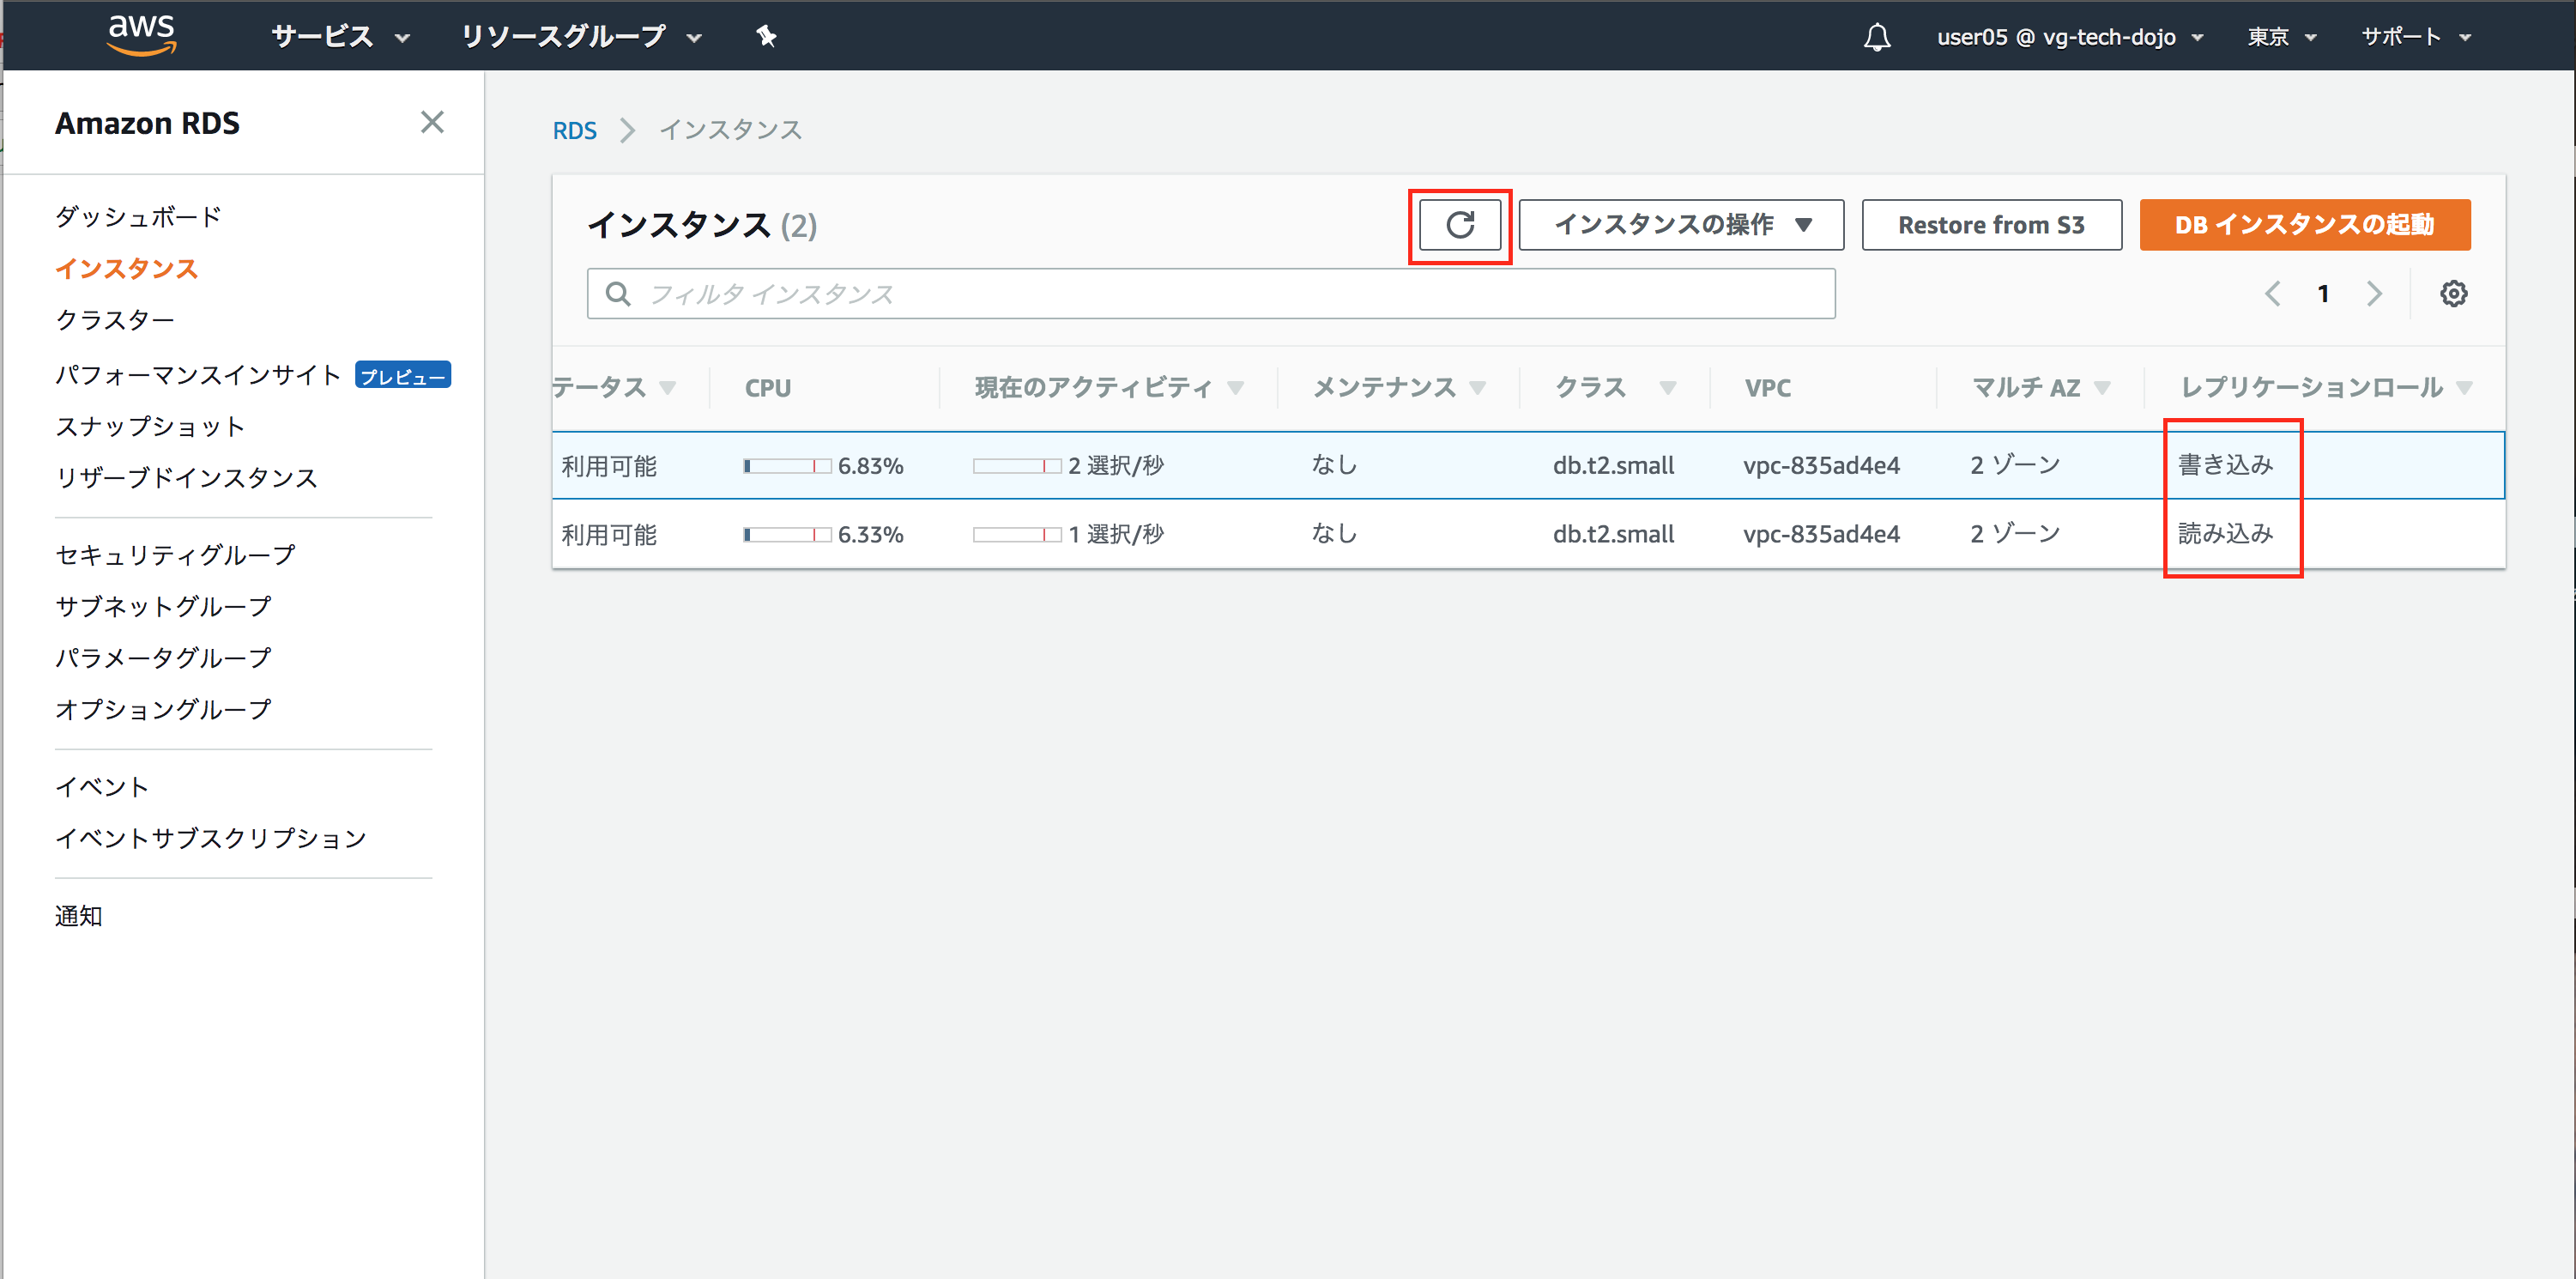 aws サービス リソースグループ user05 @ vg-tech-dojo 東京 サポート
Amazon RDS
ダッシュボード
インスタンス
クラスター
パフォーマンスインサイト プレビュー
スナップショット
リザーブドインスタンス
セキュリティグループ
サブネットグループ
パラメータグループ
オプショングループ
イベント
イベントサブスクリプション
通知
RDS インスタンス
インスタンス (2) インスタンスの操作 Restore from S3 DB インスタンスの起動
フィルタ インスタンス 1
テータス CPU 現在のアクティビティ メンテナンス クラス VPC マルチ AZ レプリケーションロール
利用可能 6.83% 2 選択/秒 なし db.t2.small vpc-835ad4e4 2 ゾーン 書き込み
利用可能 6.33% 1 選択/秒 なし db.t2.small vpc-835ad4e4 2 ゾーン 読み込み